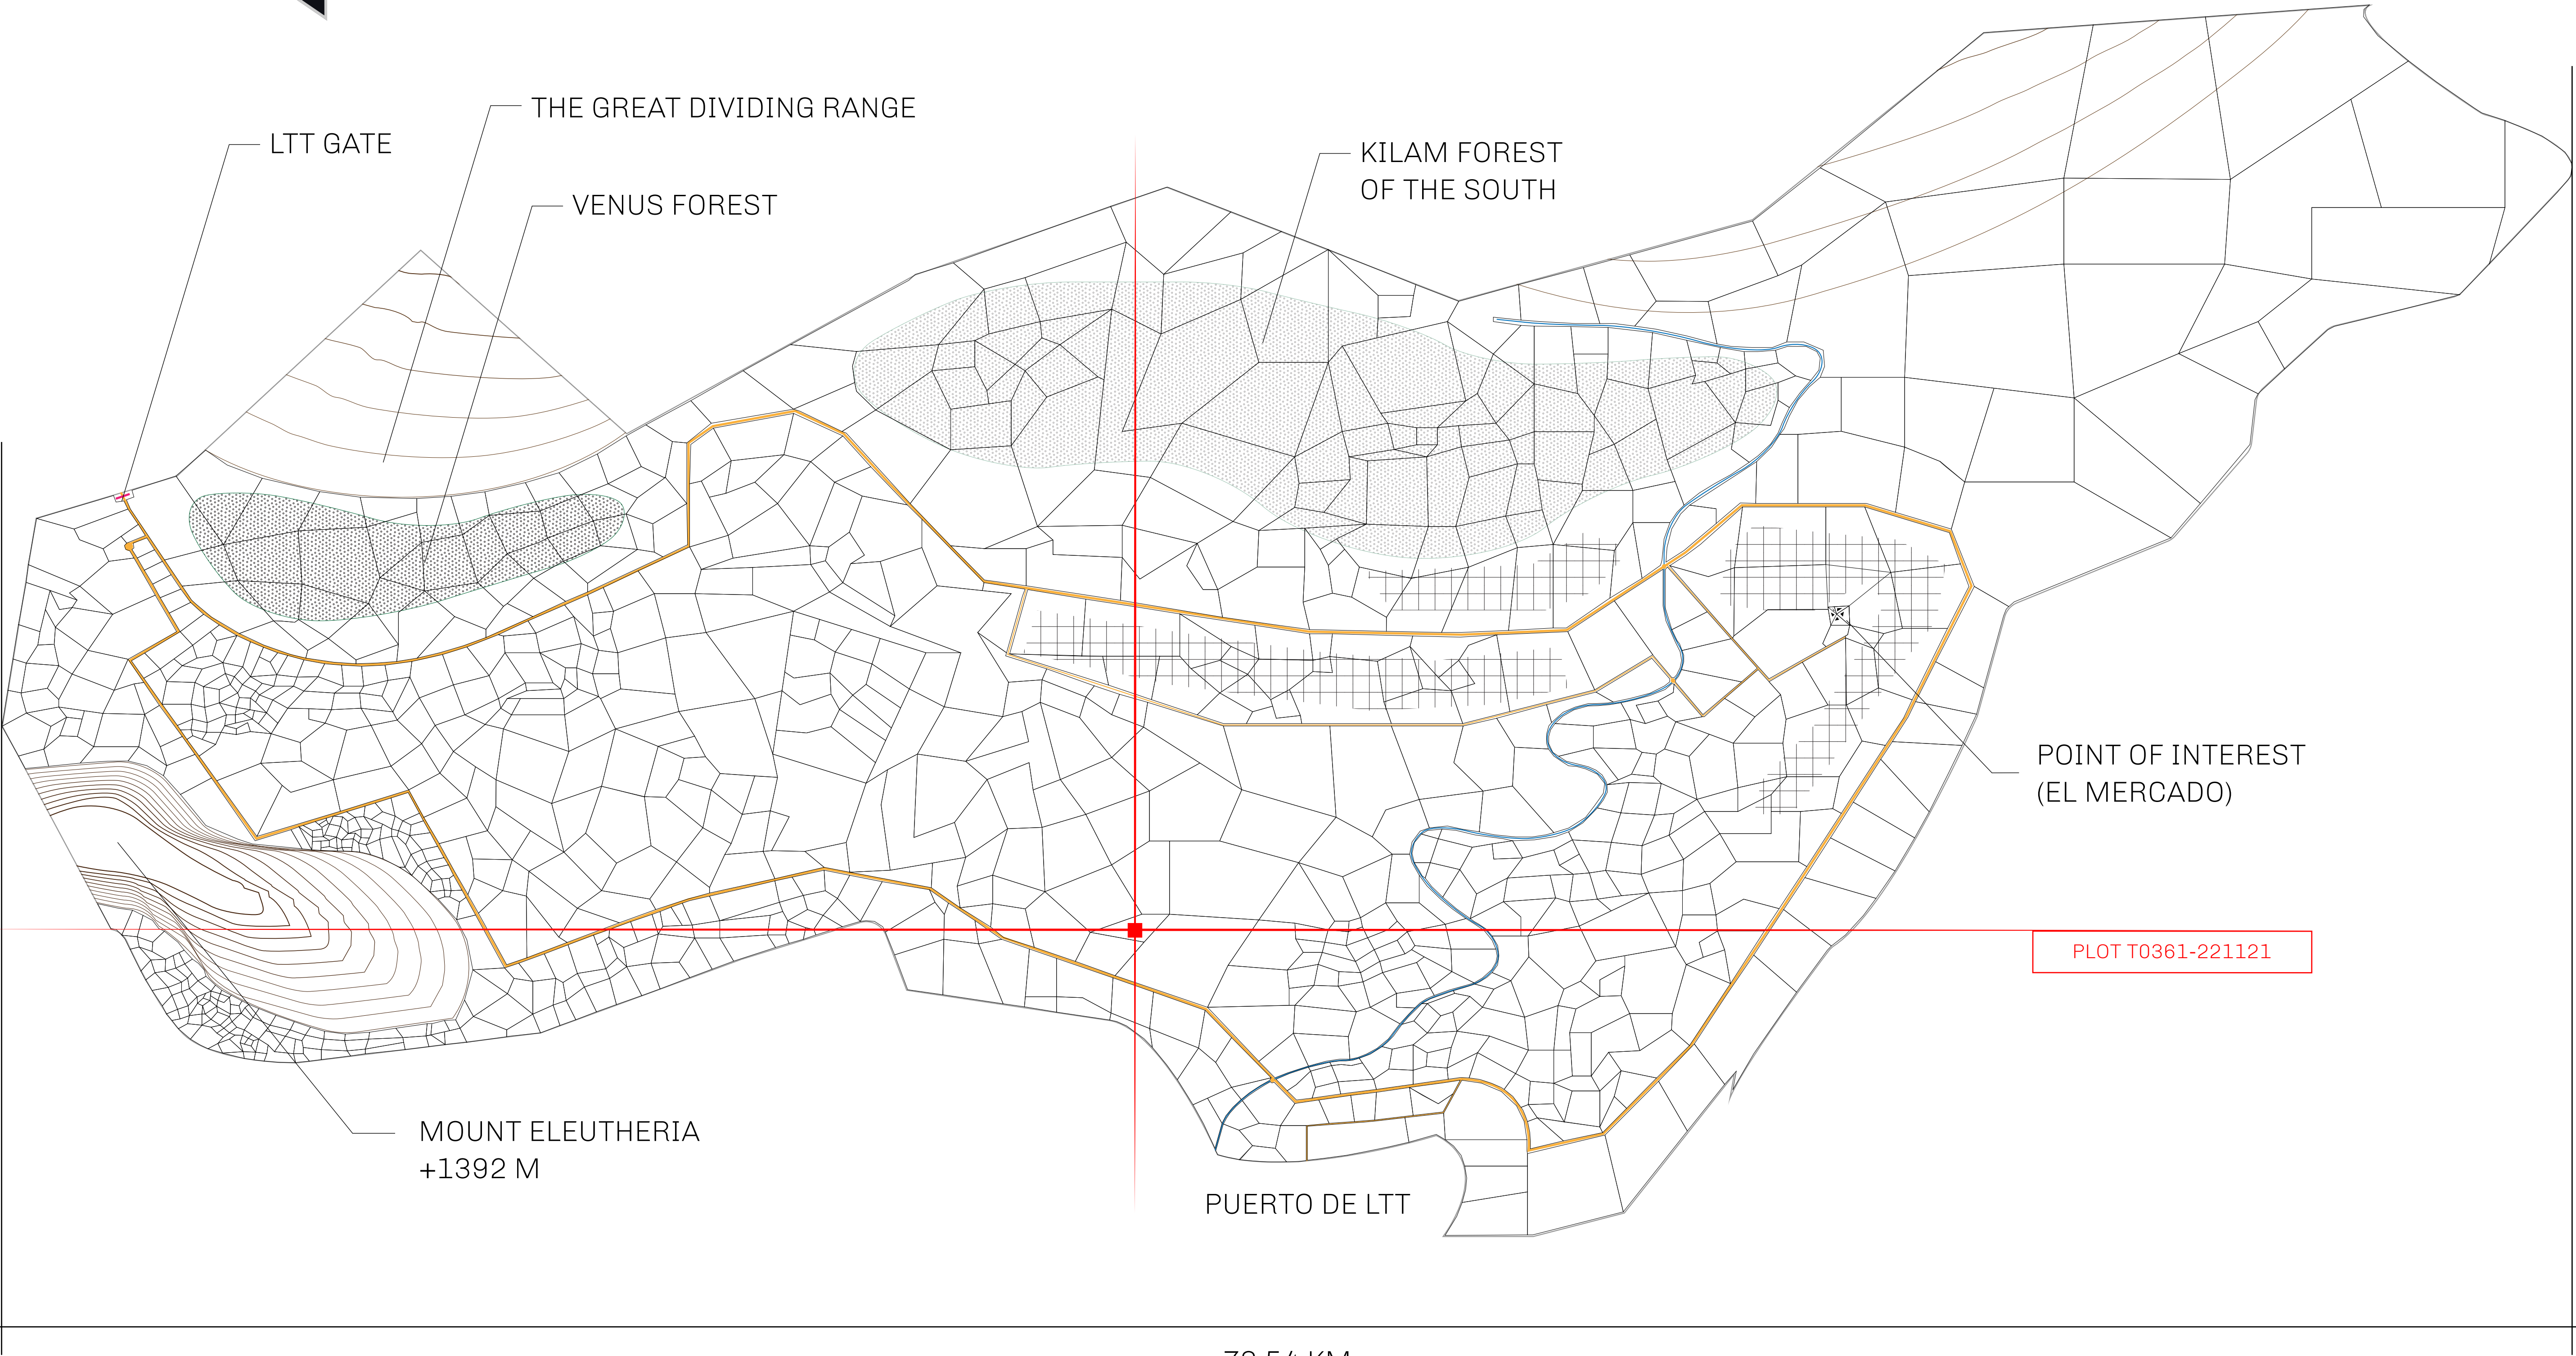 THE GREAT DIVIDING RANGE
LTT GATE
KILAM FOREST
OF THE SOUTH
VENUS FOREST
POINT OF INTEREST
(EL MERCADO)
PLOT T0361-221121
MOUNT ELEUTHERIA
+1392 M
PUERTO DE LTT
KM